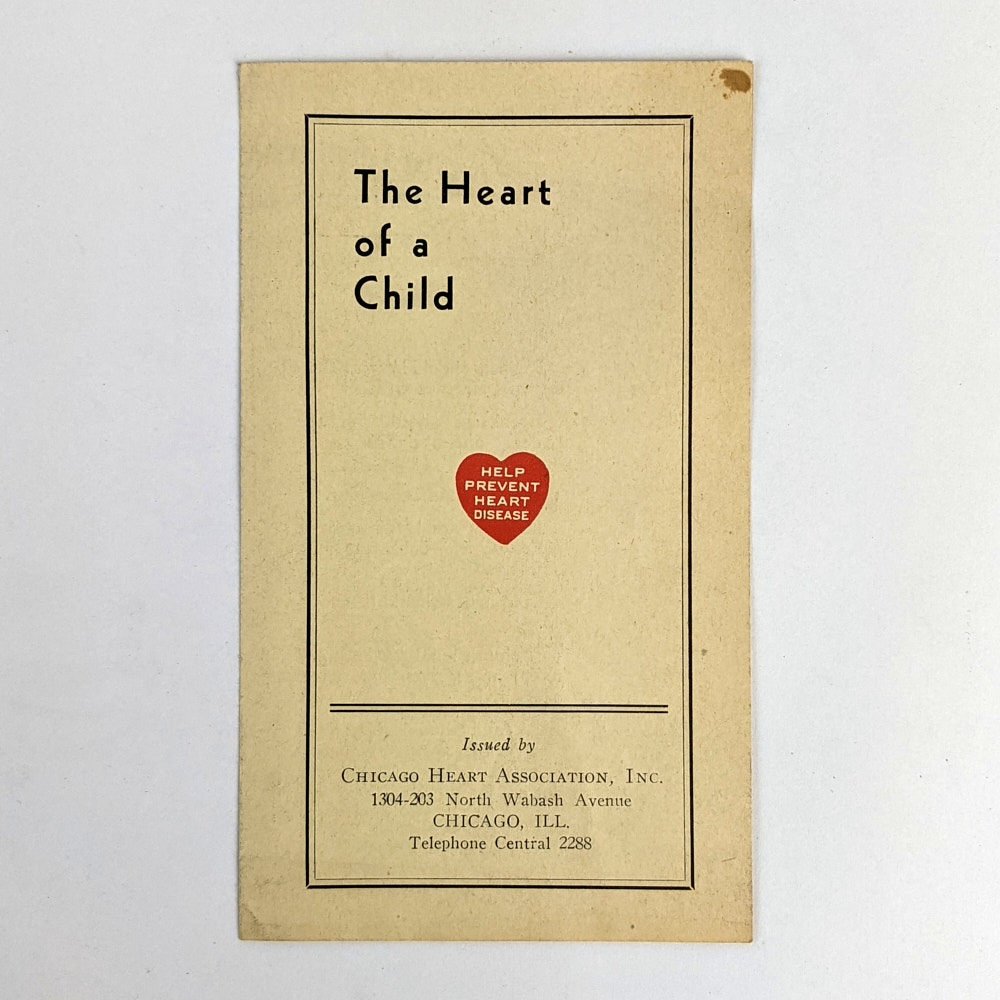 The Heart
of a
Child
HELP
PREVENT
HEART
DISEASE
Issued by
CHICAGO HEART ASSOCIATION, INC.
1304-203 North Wabash Avenue
CHICAGO, ILL.
Telephone Central 2288